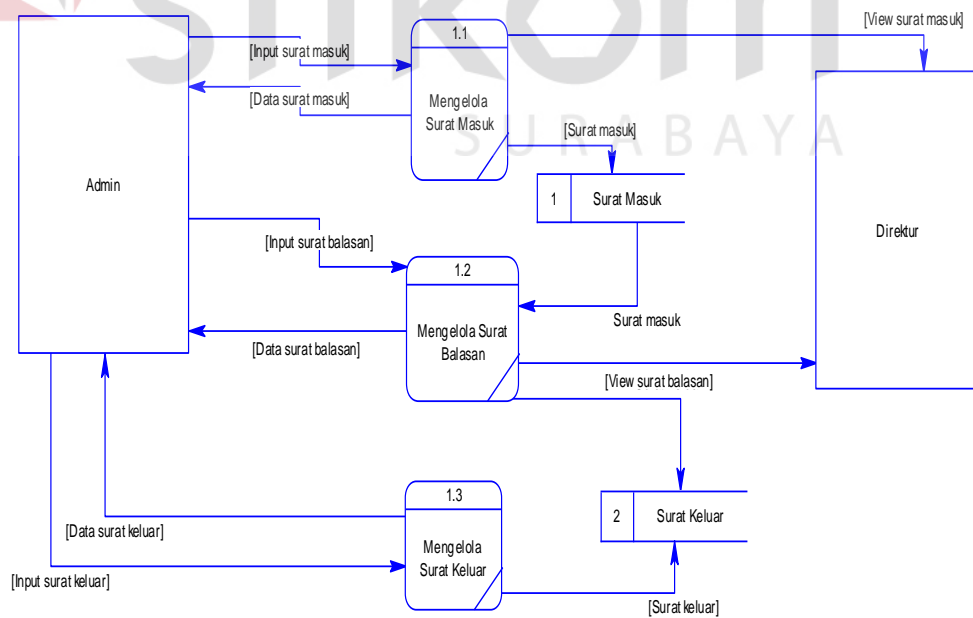 stikom
SURABAYA
[View surat masuk]
[Input surat masuk]
1.1
[Data surat masuk]
Mengelola
Surat Masuk
[Surat masuk]
Admin
1 Surat Masuk
Direktur
[Input surat balasan]
1.2
Surat masuk
Mengelola Surat
Balasan
[Data surat balasan]
[View surat balasan]
1.3
2 Surat Keluar
[Data surat keluar]
Mengelola
Surat Keluar
[Input surat keluar]
[Surat keluar]